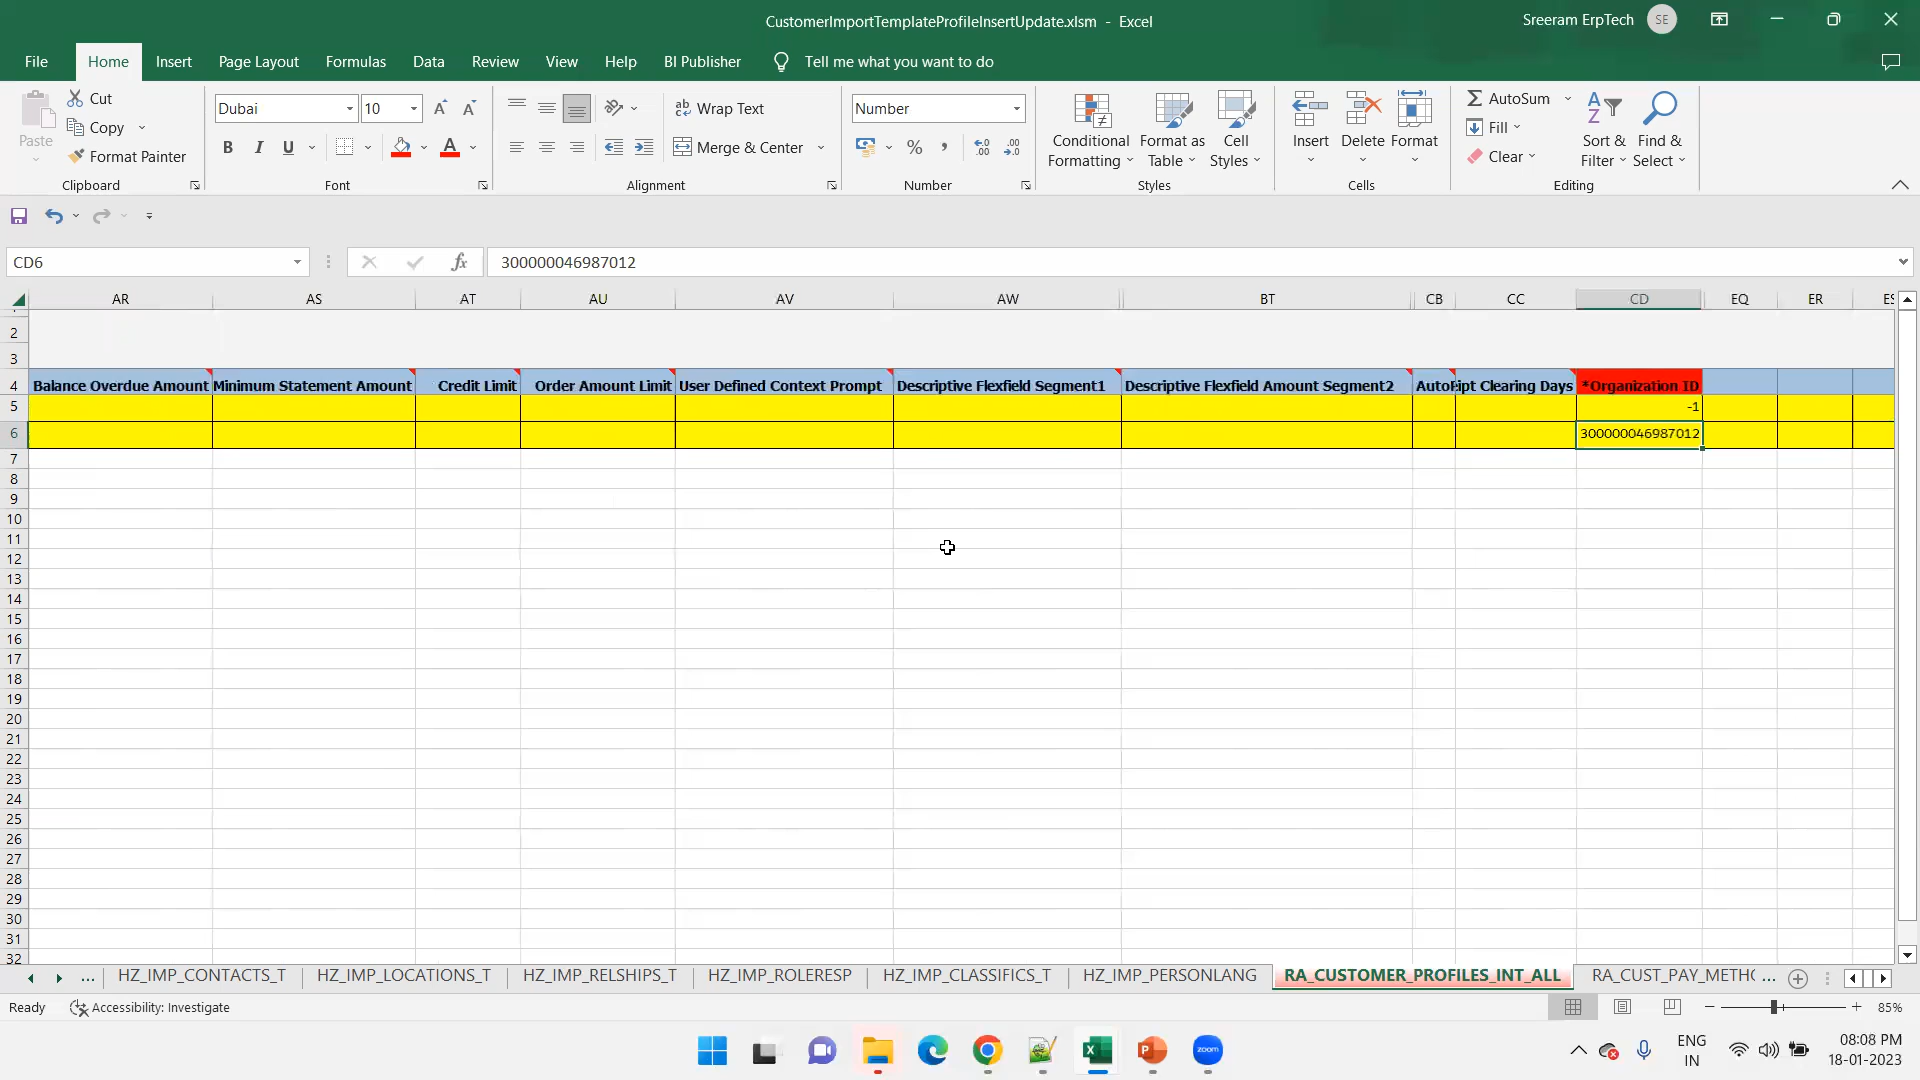 CustomerImportTemplateProfileInsertUpdate.xlsm - Excel
Sreeram ErpTech SE
File Home Insert Page Layout Formulas Data Review View Help BI Publisher Tell me what you want to do
Paste
Cut
Copy
Format Painter
Clipboard
Dubai 10
B I U
Font
Wrap Text
Merge & Center
Alignment
Number
Number
Conditional Formatting
Format as Table
Cell Styles
Styles
Insert Delete Format
Cells
AutoSum
Fill
Clear
Sort & Filter
Find & Select
Editing
CD6 fx 300000046987012
AR AS AT AU AV AW BT CB CC CD EQ ER ES
2
3
4 Balance Overdue Amount Minimum Statement Amount Credit Limit Order Amount Limit User Defined Context Prompt Descriptive Flexfield Segment1 Descriptive Flexfield Amount Segment2 AutoR ipt Clearing Days *Organization ID
5 -1
6 300000046987012
7
8
9
10
11
12
13
14
15
16
17
18
19
20
21
22
23
24
25
26
27
28
29
30
31
32
... HZ_IMP_CONTACTS_T HZ_IMP_LOCATIONS_T HZ_IMP_RELSHIPS_T HZ_IMP_ROLERESP HZ_IMP_CLASSIFICS_T HZ_IMP_PERSONLANG RA_CUSTOMER_PROFILES_INT_ALL RA_CUST_PAY_METHO ...
Ready Accessibility: Investigate 85%
zoom
ENG
IN
08:08 PM
18-01-2023